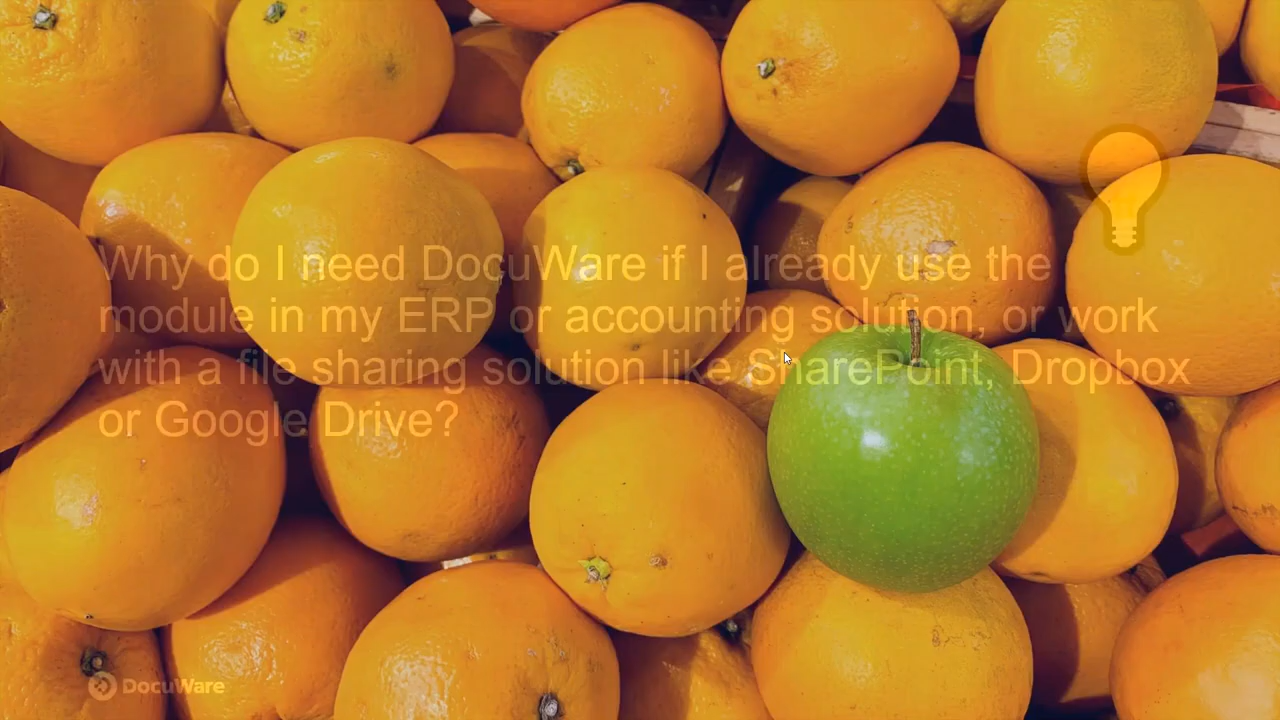 Why do I need DocuWare if I already use the
module in my ERP or accounting solution, or work
with a file sharing solution like SharePoint, Dropbox
or Google Drive?
DocuWare